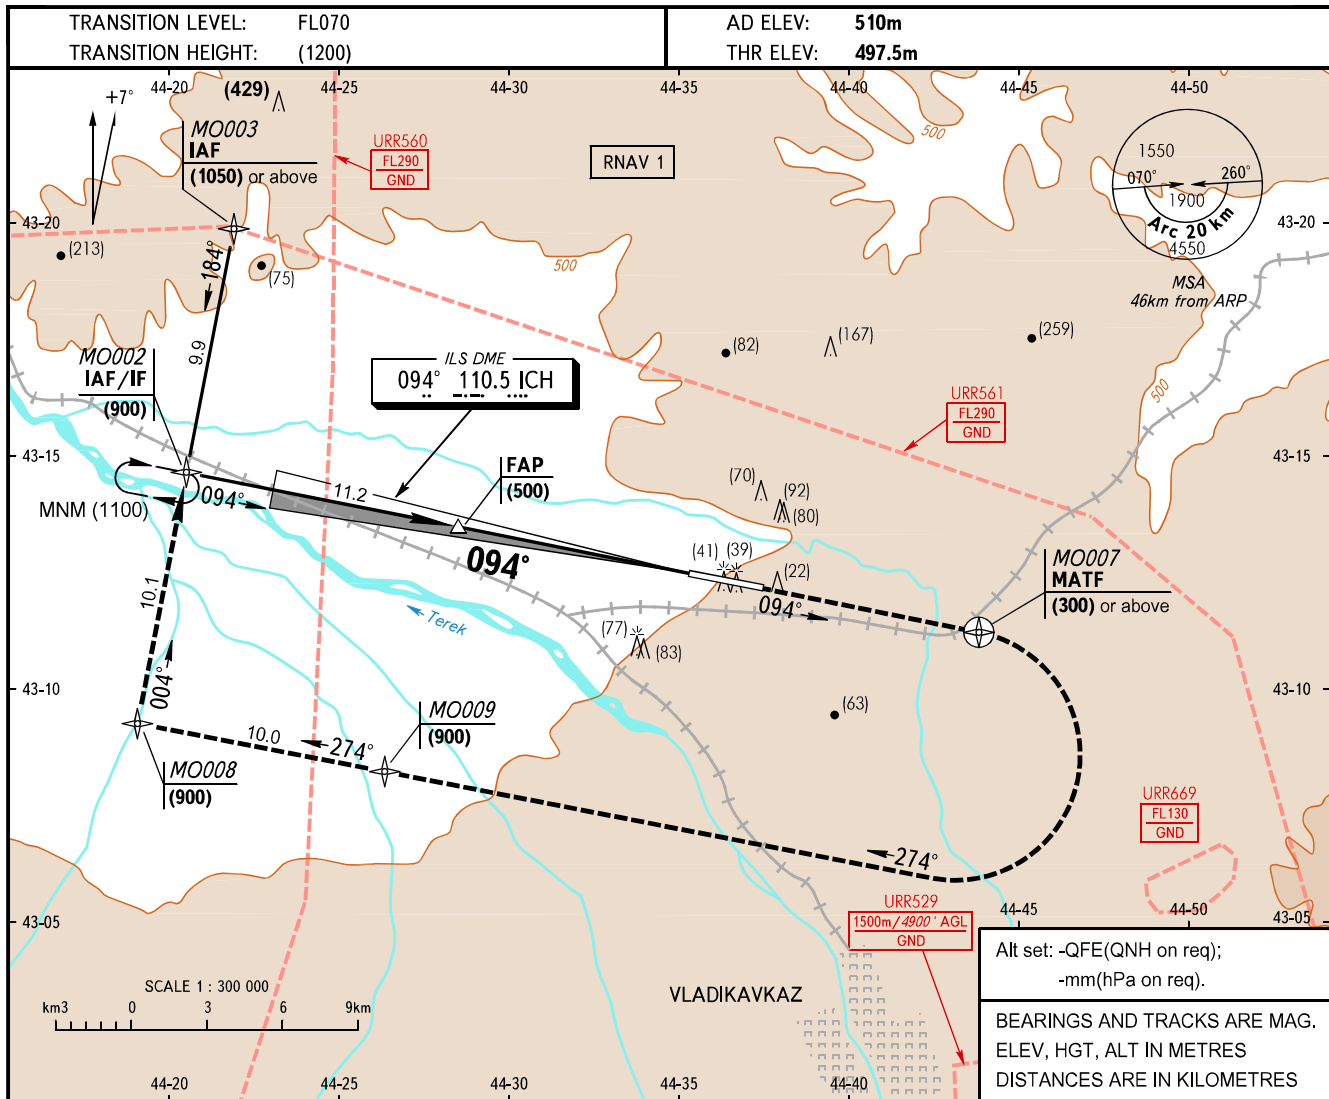 TRANSITION LEVEL: FL070
TRANSITION HEIGHT: (1200)
AD ELEV: 510m
THR ELEV: 497.5m
44-20
44-25
44-30
44-35
44-40
44-45
44-50
+7°
(429)
MO003
IAF
(1050) or above
URR560
FL290
GND
RNAV 1
500
1550
070°
260°
1900
Arc 20 km
4550
MSA
46km from ARP
43-20
43-20
(213)
184°
(75)
500
9.9
(82)
(167)
(259)
MO002
IAF/IF
(900)
ILS DME
094° 110.5 ICH
URR561
FL290
GND
500
43-15
43-15
FAP
(500)
11.2
(70)
(92)
(80)
MNM (1100)
094°
094°
(41)
(39)
(22)
MO007
MATF
(300) or above
10.1
094°
Terek
(77)
(83)
004°
43-10
43-10
MO009
(900)
(63)
10.0
274°
MO008
(900)
URR669
FL130
GND
274°
URR529
1500m/4900' AGL
GND
44-45
44-50
43-05
43-05
Alt set: -QFE(QNH on req);
-mm(hPa on req).
SCALE 1 : 300 000
km3 0 3 6 9km
VLADIKAVKAZ
BEARINGS AND TRACKS ARE MAG.
ELEV, HGT, ALT IN METRES
DISTANCES ARE IN KILOMETRES
44-20
44-25
44-30
44-35
44-40